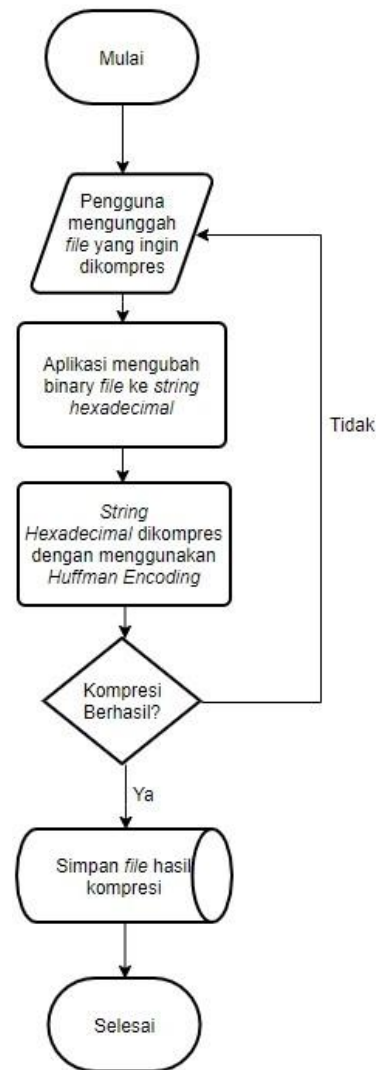 Mulai
Pengguna
mengunggah
file yang ingin
dikompres
Aplikasi mengubah
binary file ke string
hexadecimal
Tidak
String
Hexadecimal dikompres
dengan menggunakan
Huffman Encoding
Kompresi
Berhasil?
Ya
Simpan file hasil
kompresi
Selesai